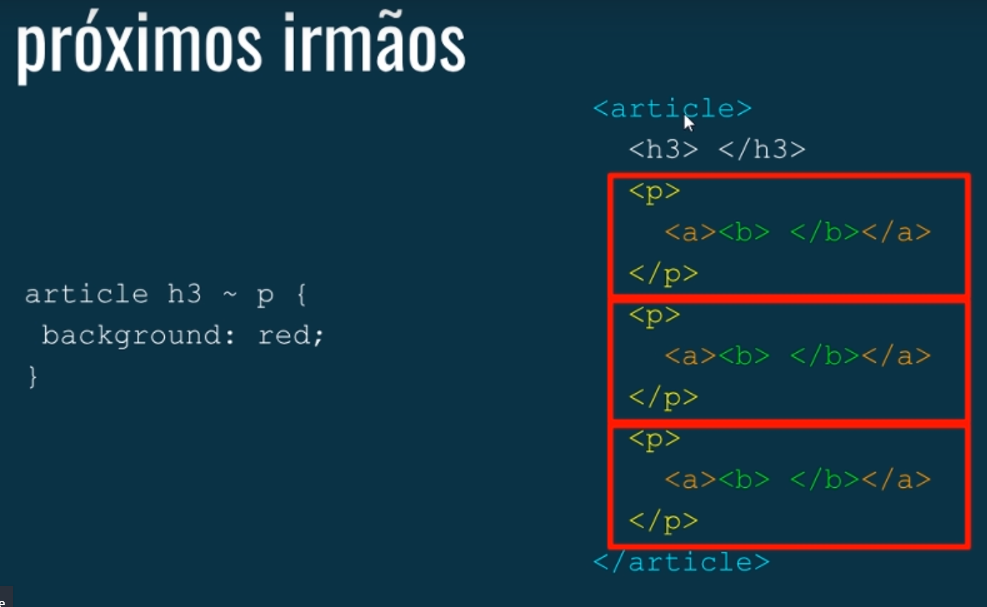 próximos irmãos
article h3 ~ p {
background: red;
}
<article>
<h3> </h3>
<p>
<a><b> </b></a>
</p>
<p>
<a><b> </b></a>
</p>
<p>
<a><b> </b></a>
</p>
</article>